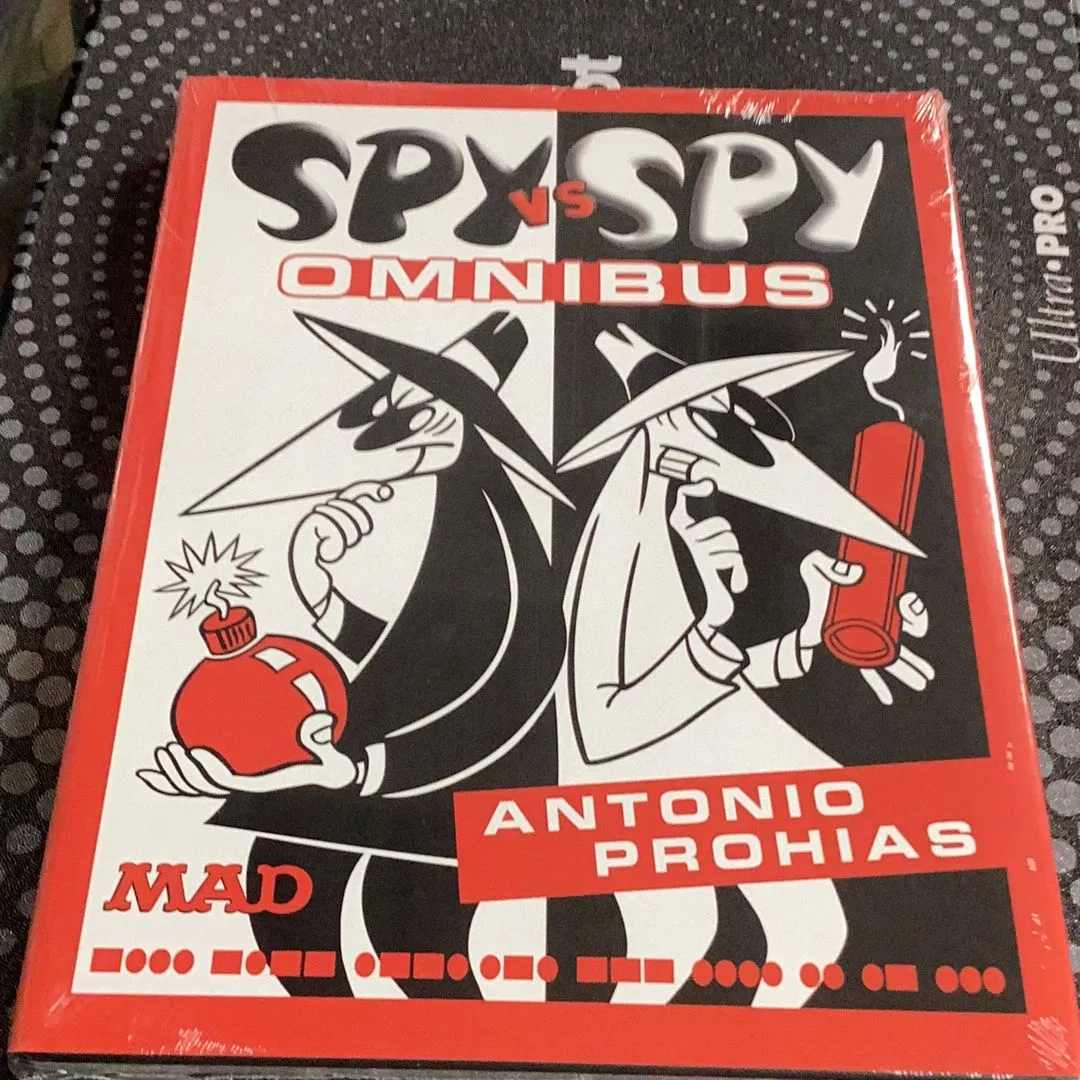 SPY vs SPY
OMNIBUS
ANTONIO
PROHIAS
MAD
Ultra•PRO